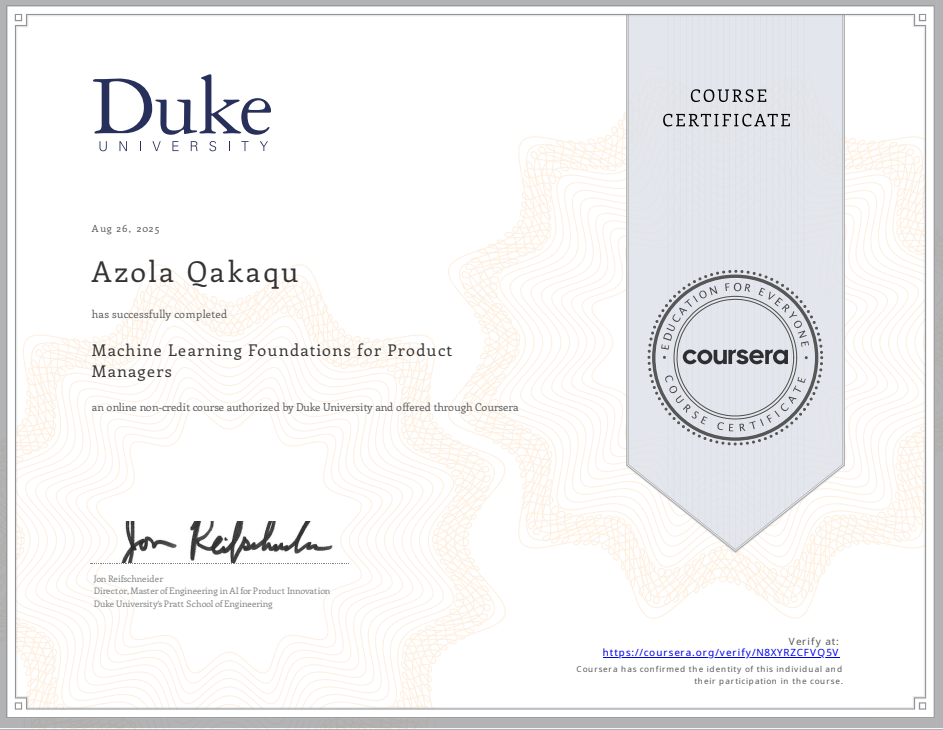 Duke
UNIVERSITY
COURSE
CERTIFICATE
Aug 26, 2025
Azola Qakaqu
has successfully completed
Machine Learning Foundations for Product
Managers
an online non-credit course authorized by Duke University and offered through Coursera
EDUCATION FOR EVERYONE
coursera
COURSE CERTIFICATE
Jon Reifschneider
Jon Reifschneider
Director, Master of Engineering in AI for Product Innovation
Duke University's Pratt School of Engineering
Verify at:
https://coursera.org/verify/N8XYRZCFVQ5V
Coursera has confirmed the identity of this individual and
their participation in the course.